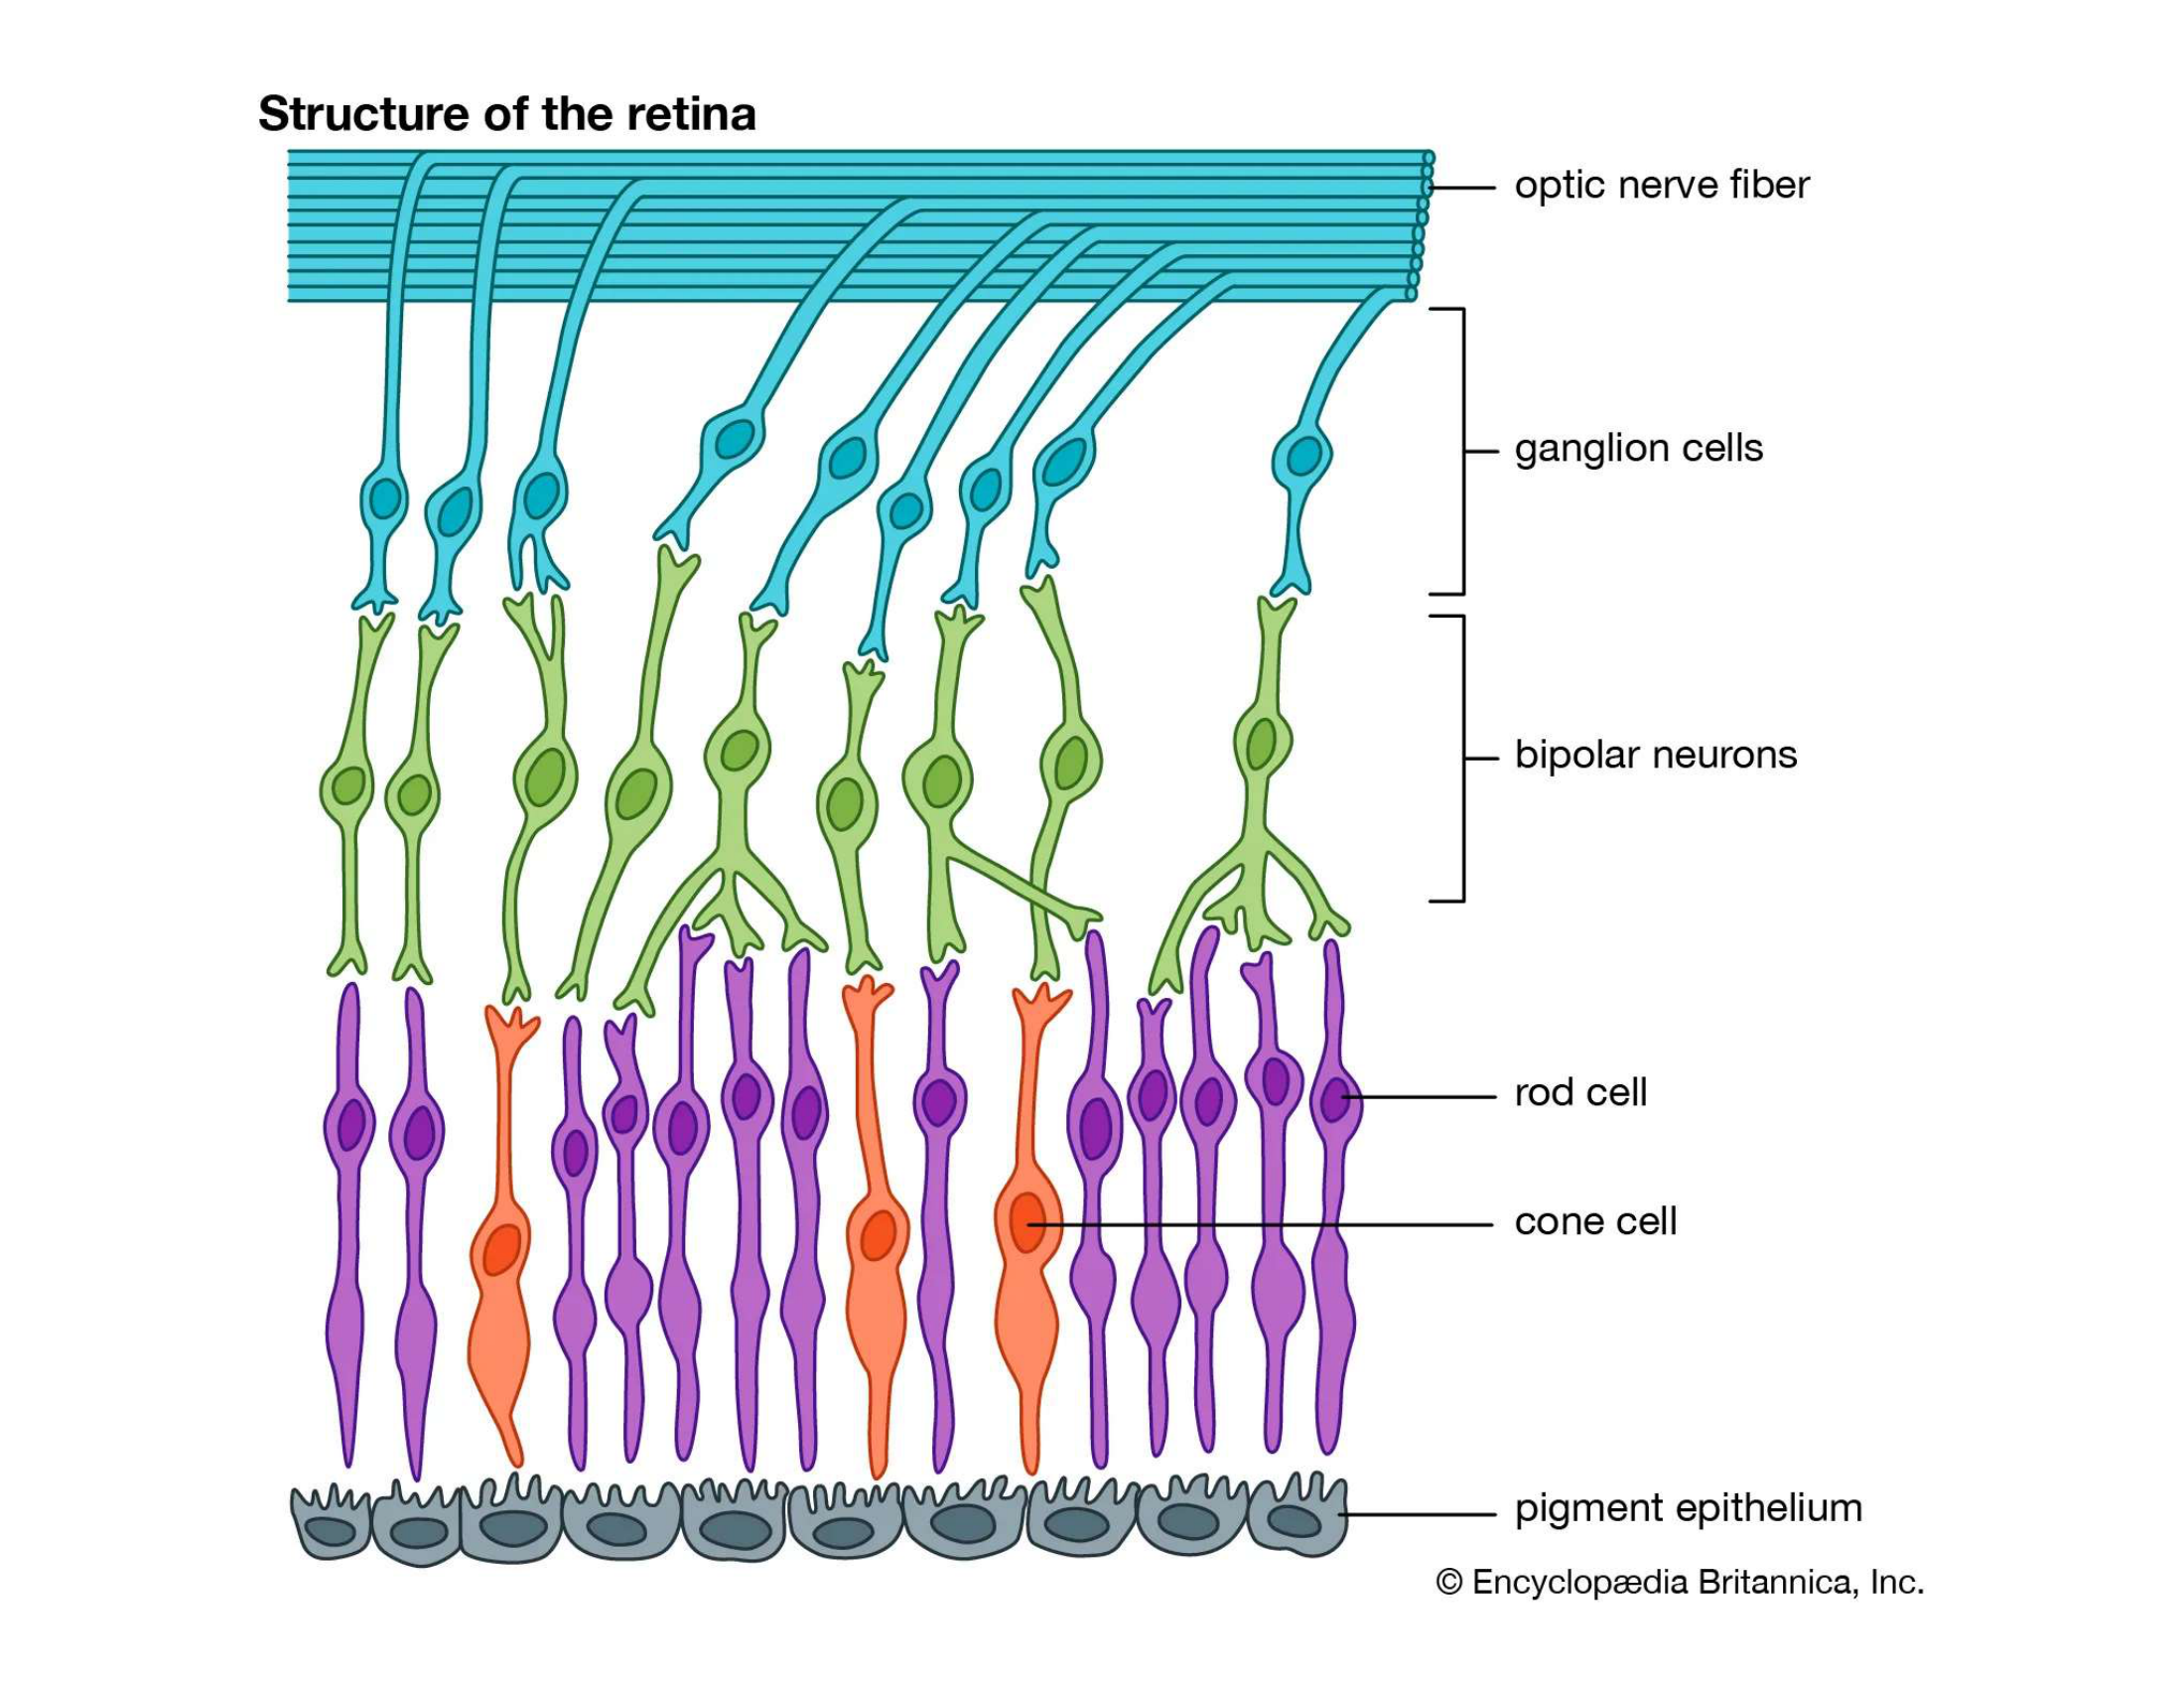 Structure of the retina
optic nerve fiber
ganglion cells
bipolar neurons
rod cell
cone cell
pigment epithelium
© Encyclopædia Britannica, Inc.